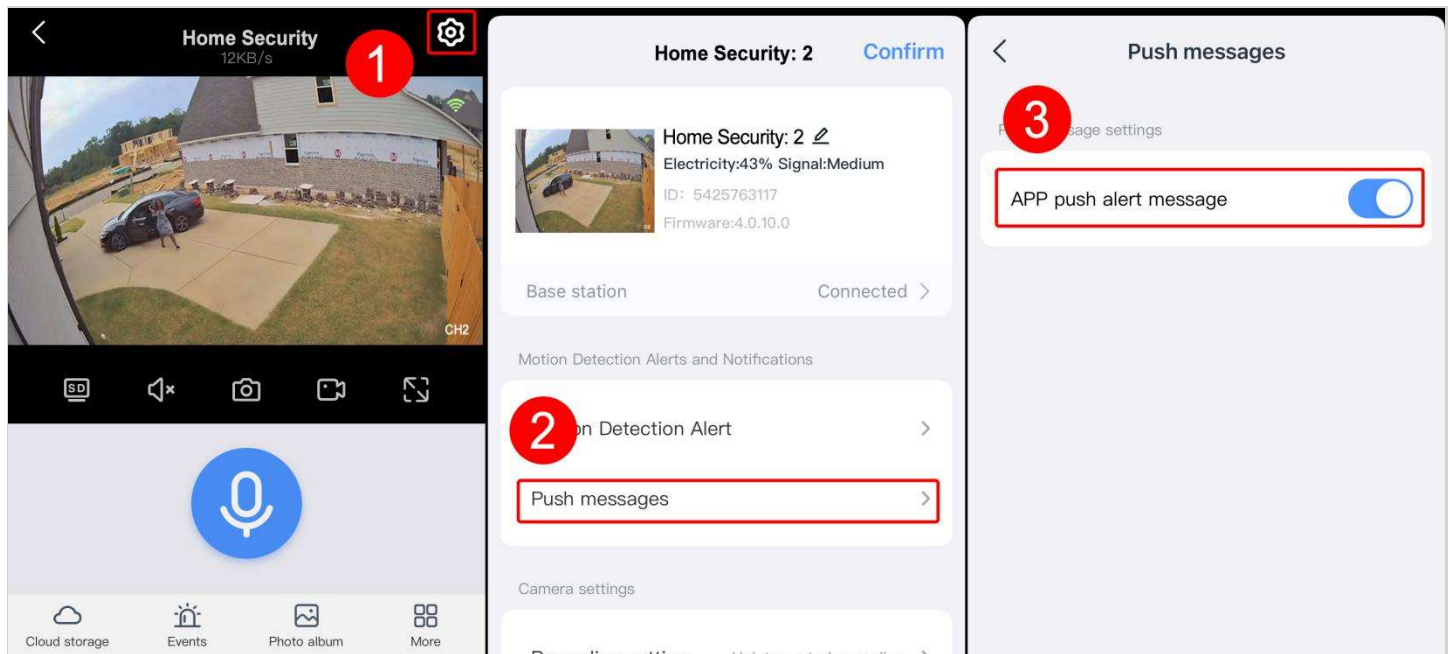 Home Security
12KB/s
1
CH2
SD
Cloud storage
Events
Photo album
More
Home Security: 2
Confirm
Home Security: 2
Electricity:43% Signal:Medium
ID: 5425763117
Firmware:4.0.10.0
Base station
Connected
Motion Detection Alerts and Notifications
2
on Detection Alert
Push messages
Camera settings
Push messages
3
sage settings
APP push alert message